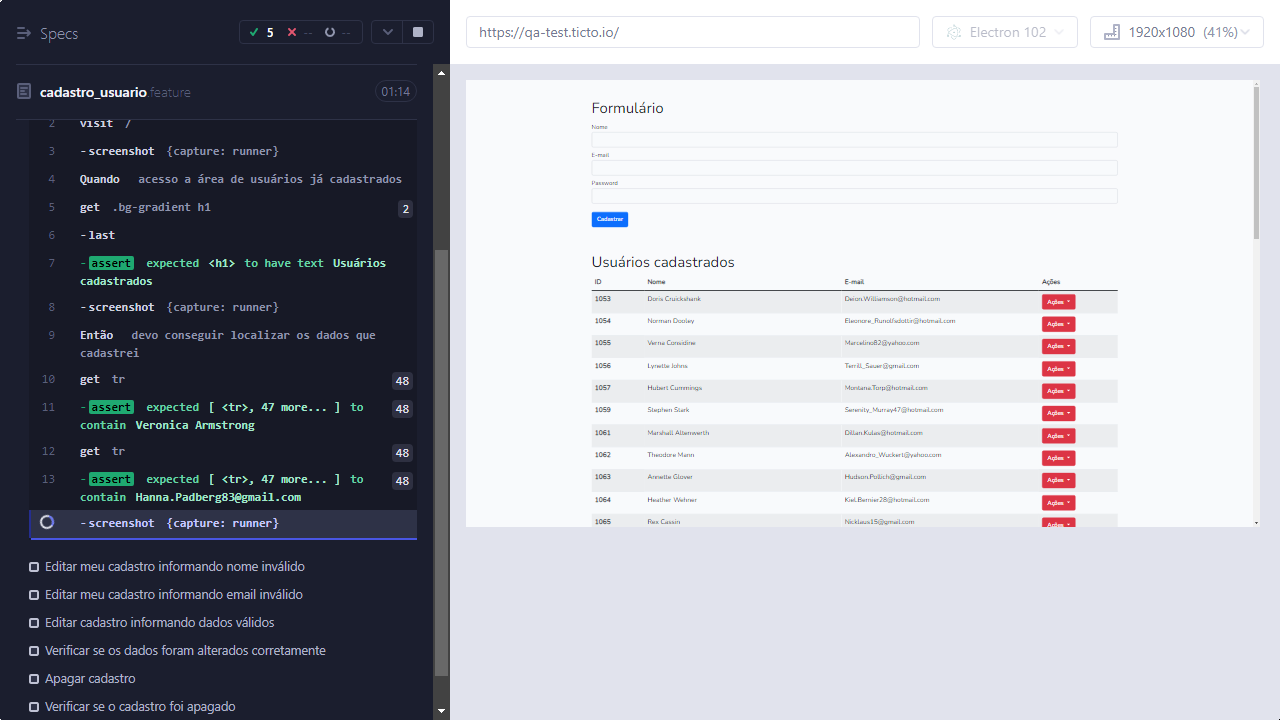 Specs
5 -- --
cadastro_usuario.feature
01:14
2 visit /
3 -screenshot {capture: runner}
4 Quando acesso a área de usuários já cadastrados
5 get .bg-gradient h1 2
6 -last
7 -assert expected <h1> to have text Usuários
cadastrados
8 -screenshot {capture: runner}
9 Então devo conseguir localizar os dados que
cadastrei
10 get tr 48
11 -assert expected [ <tr>, 47 more... ] to 48
contain Veronica Armstrong
12 get tr 48
13 -assert expected [ <tr>, 47 more... ] to 48
contain Hanna.Padberg83@gmail.com
-screenshot {capture: runner}
Editar meu cadastro informando nome inválido
Editar meu cadastro informando email inválido
Editar cadastro informando dados válidos
Verificar se os dados foram alterados corretamente
Apagar cadastro
Verificar se o cadastro foi apagado
https://qa-test.ticto.io/
Electron 102
1920x1080 (41%)
Formulário
Nome
E-mail
Password
Cadastrar
Usuários cadastrados
ID Nome E-mail Ações
1053 Doris Cruickshank Deion.Williamson@hotmail.com Ações
1054 Norman Dooley Eleonore_Runolfsdottir@hotmail.com Ações
1055 Verna Considine Marcelino82@yahoo.com Ações
1056 Lynette Johns Terrill_Sauer@gmail.com Ações
1057 Hubert Cummings Montana.Torp@hotmail.com Ações
1059 Stephen Stark Serenity_Murray47@hotmail.com Ações
1061 Marshall Altenwerth Dillan.Kulas@hotmail.com Ações
1062 Theodore Mann Alexandro_Wuckert@yahoo.com Ações
1063 Annette Glover Hudson.Pollich@gmail.com Ações
1064 Heather Wehner Kiel.Bernier28@hotmail.com Ações
1065 Rex Cassin Nicklaus15@gmail.com Ações